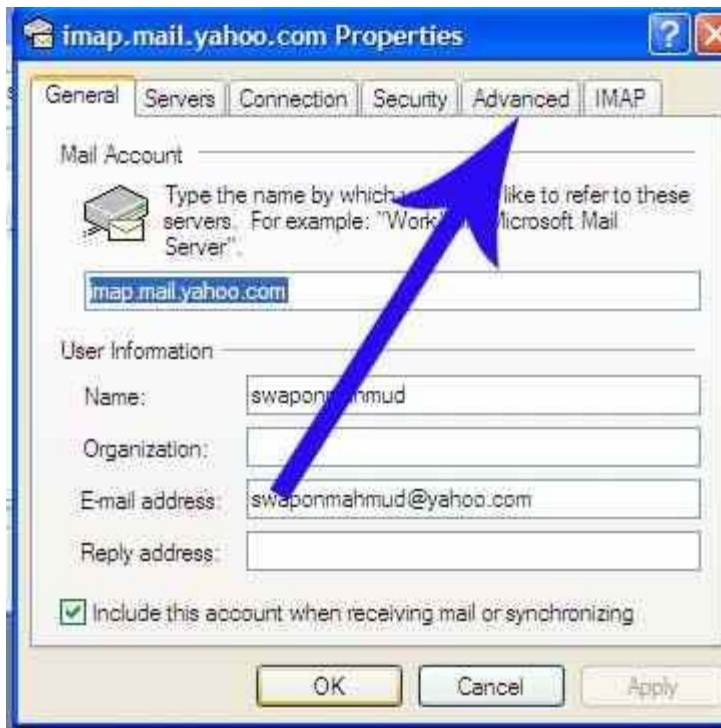 imap.mail.yahoo.com Properties
General Servers Connection Security Advanced IMAP
Mail Account
Type the name by which like to refer to these
servers. For example: "Work Microsoft Mail
Server".
imap.mail.yahoo.com
User Information
Name: swaponmahmud
Organization:
E-mail address: swaponmahmud@yahoo.com
Reply address:
Include this account when receiving mail or synchronizing
OK Cancel Apply